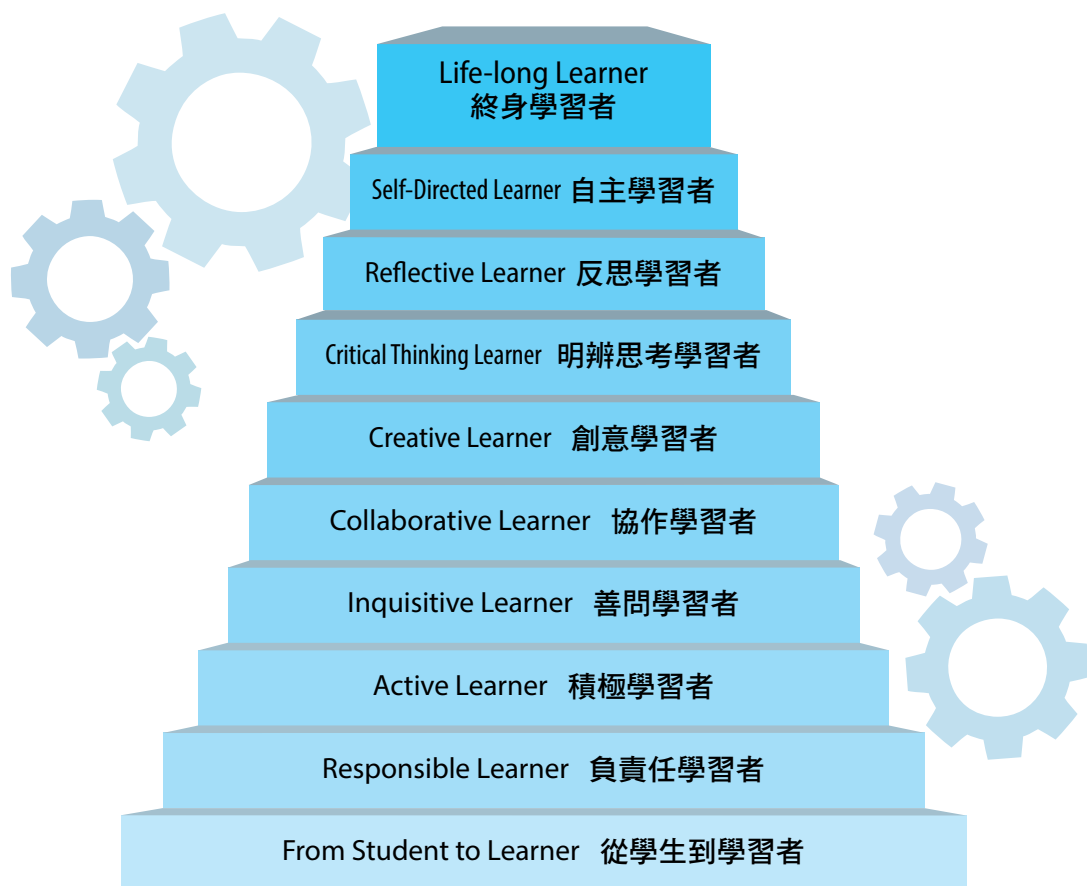 Life-long Learner
終身學習者
Self-Directed Learner 自主學習者
Reflective Learner 反思學習者
Critical Thinking Learner 明辨思考學習者
Creative Learner 創意學習者
Collaborative Learner 協作學習者
Inquisitive Learner 善問學習者
Active Learner 積極學習者
Responsible Learner 負責任學習者
From Student to Learner 從學生到學習者